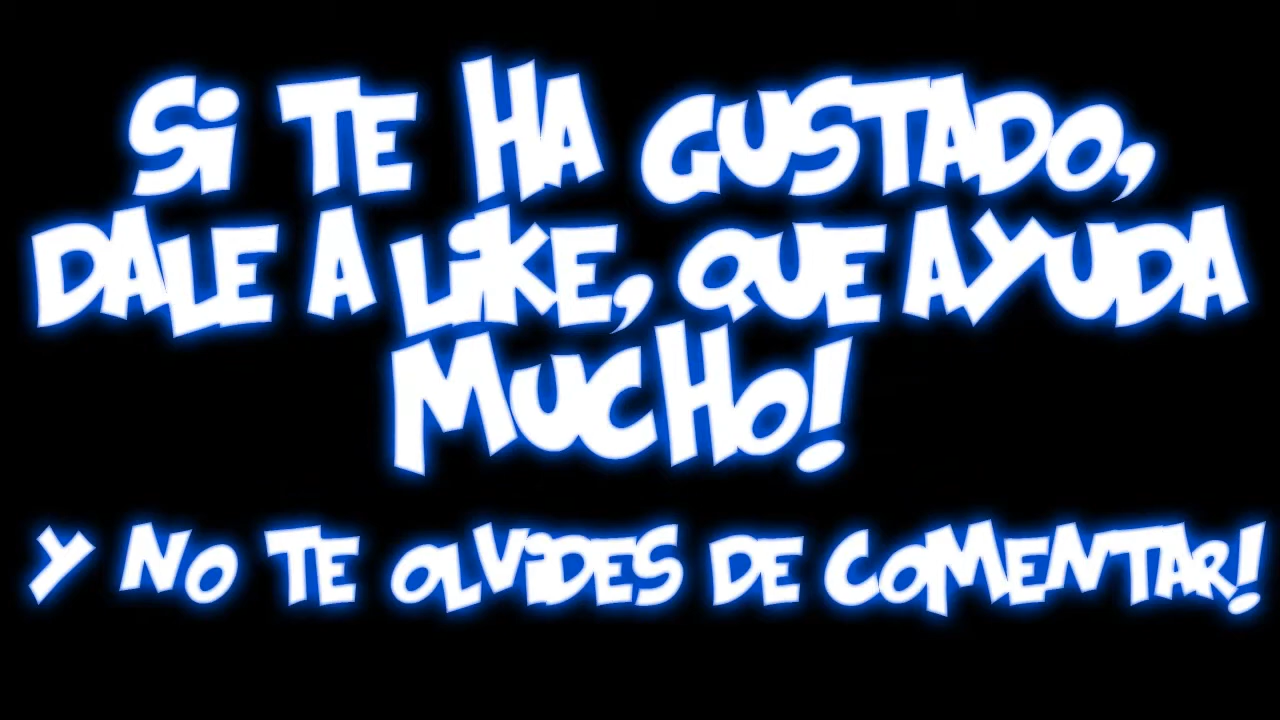 Si TE HA GUSTADO,
DALE A LiKE, QUE AYUDA
MUCHO!
Y NO TE OLViDES DE COMENTAR!